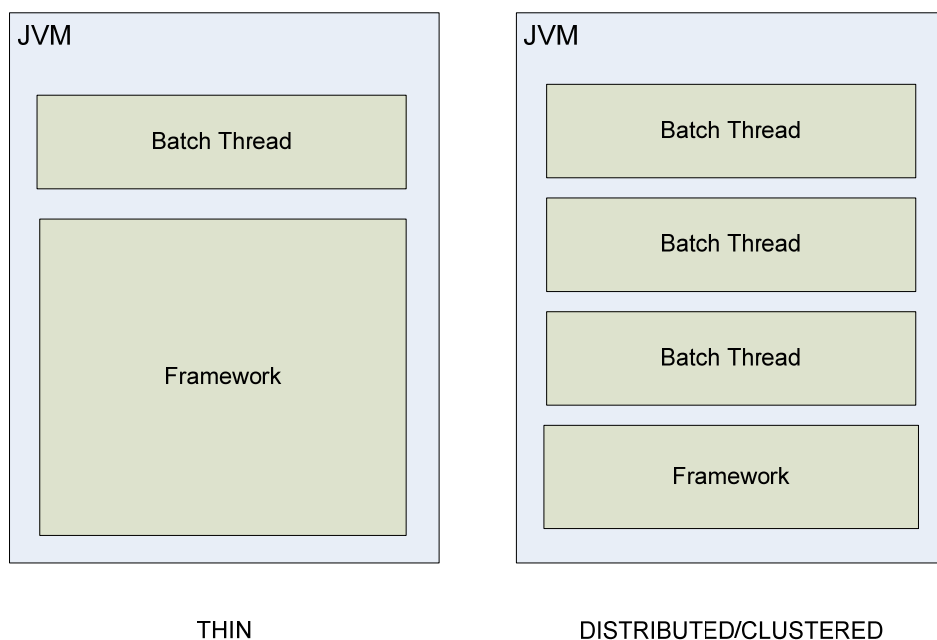 JVM
Batch Thread
Framework
THIN
JVM
Batch Thread
Batch Thread
Batch Thread
Framework
DISTRIBUTED/CLUSTERED